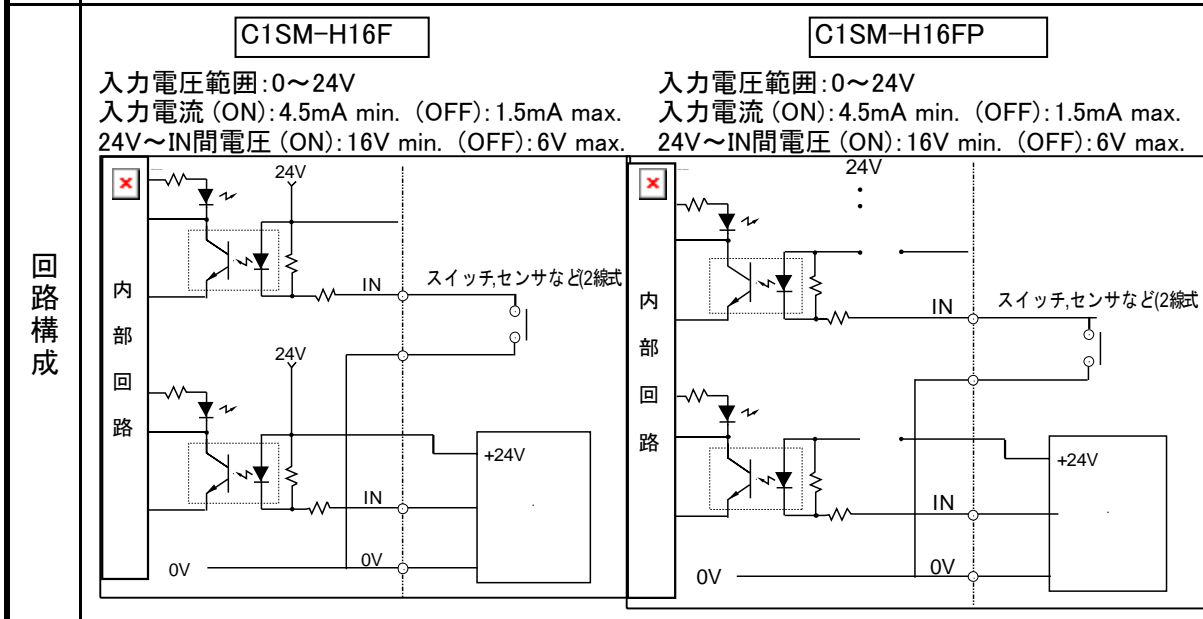 回路構成
C1SM-H16F
入力電圧範囲:0～24V
入力電流 (ON):4.5mA min. (OFF):1.5mA max.
24V～IN間電圧 (ON):16V min. (OFF):6V max.
内部回路
24V
IN
スイッチ,センサなど(2線式
24V
+24V
IN
0V
0V
C1SM-H16FP
入力電圧範囲:0～24V
入力電流 (ON):4.5mA min. (OFF):1.5mA max.
24V～IN間電圧 (ON):16V min. (OFF):6V max.
内部回路
24V
IN
スイッチ,センサなど(2線式
+24V
IN
0V
0V